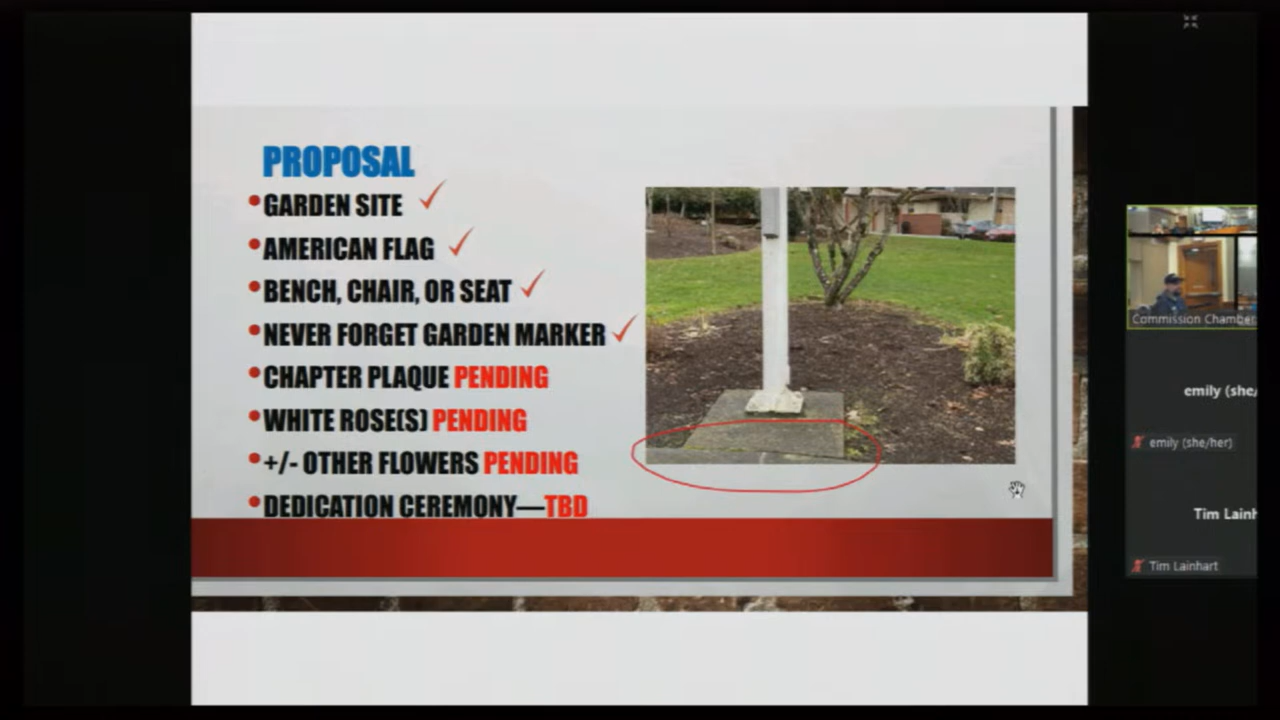 PROPOSAL
•GARDEN SITE ✓
•AMERICAN FLAG ✓
•BENCH, CHAIR, OR SEAT ✓
•NEVER FORGET GARDEN MARKER ✓
•CHAPTER PLAQUE PENDING
•WHITE ROSE(S) PENDING
•+/- OTHER FLOWERS PENDING
•DEDICATION CEREMONY—TBD
Commission Chamber
emily (she/
emily (she/her)
Tim Lainh
Tim Lainhart